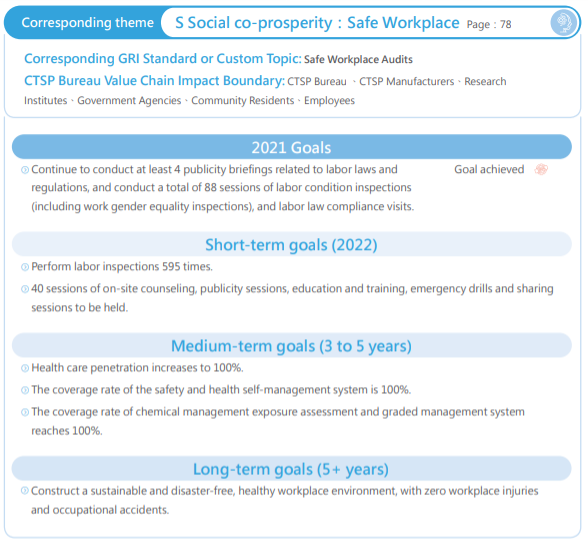 Corresponding theme S Social co-prosperity : Safe Workplace Page : 78
Corresponding GRI Standard or Custom Topic: Safe Workplace Audits
CTSP Bureau Value Chain Impact Boundary: CTSP Bureau · CTSP Manufacturers · Research
Institutes · Government Agencies · Community Residents · Employees
2021 Goals
Continue to conduct at least 4 publicity briefings related to labor laws and Goal achieved
regulations, and conduct a total of 88 sessions of labor condition inspections
(including work gender equality inspections), and labor law compliance visits.
Short-term goals (2022)
Perform labor inspections 595 times.
40 sessions of on-site counseling, publicity sessions, education and training, emergency drills and sharing
sessions to be held.
Medium-term goals (3 to 5 years)
Health care penetration increases to 100%.
The coverage rate of the safety and health self-management system is 100%.
The coverage rate of chemical management exposure assessment and graded management system
reaches 100%.
Long-term goals (5+ years)
Construct a sustainable and disaster-free, healthy workplace environment, with zero workplace injuries
and occupational accidents.